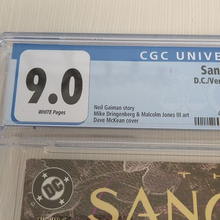 CGC UNIVE
9.0
WHITE Pages
San
D.C./Ver
Neil Gaiman story
Mike Dringenberg & Malcolm Jones III art
Dave McKean cover
DC
SAN